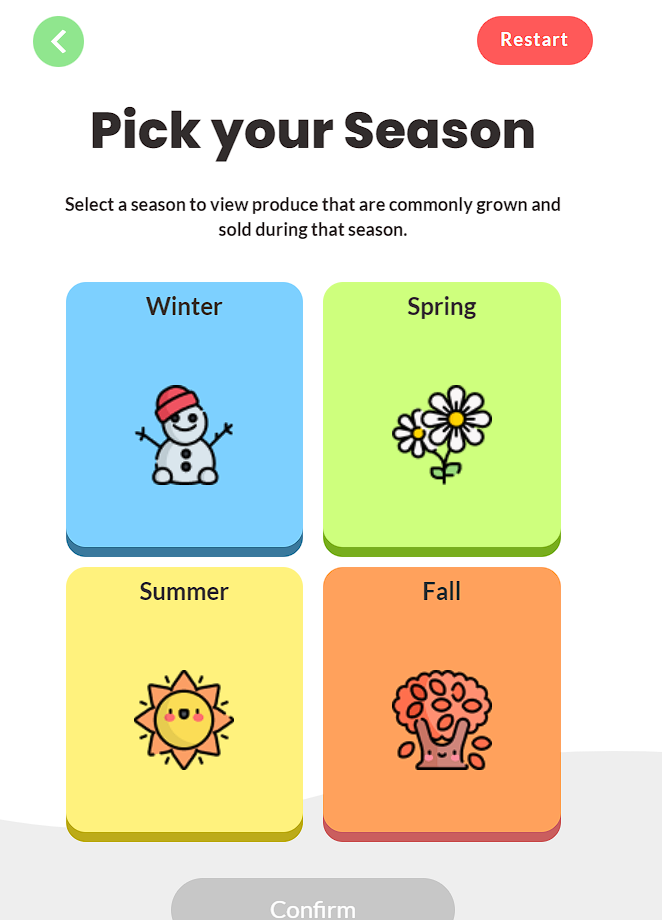 Restart
Pick your Season
Select a season to view produce that are commonly grown and
sold during that season.
Winter
Spring
Summer
Fall
Confirm